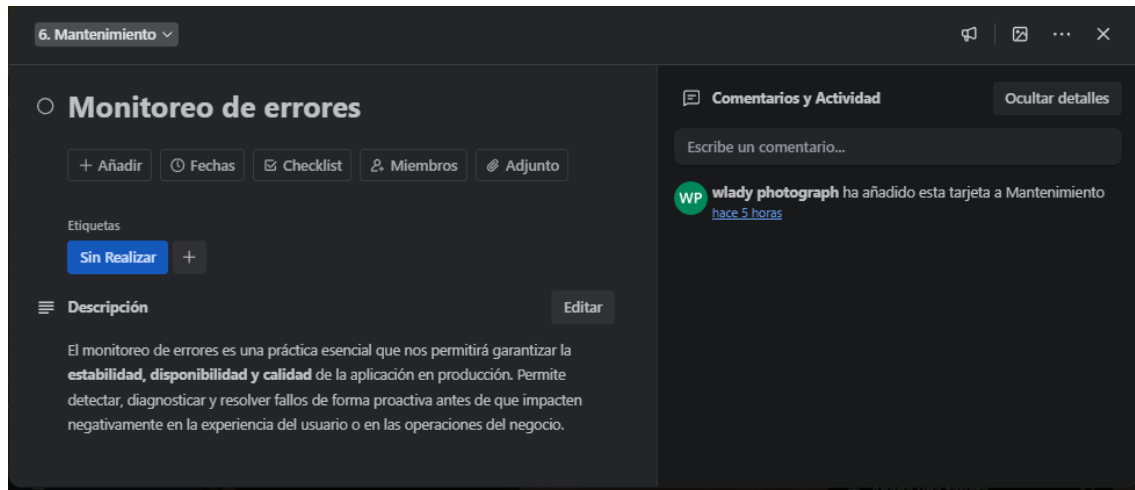 6. Mantenimiento
Monitoreo de errores
+ Añadir
Fechas
Checklist
Miembros
Adjunto
Etiquetas
Sin Realizar
+
Descripción
Editar
El monitoreo de errores es una práctica esencial que nos permitirá garantizar la
estabilidad, disponibilidad y calidad de la aplicación en producción. Permite
detectar, diagnosticar y resolver fallos de forma proactiva antes de que impacten
negativamente en la experiencia del usuario o en las operaciones del negocio.
Comentarios y Actividad
Ocultar detalles
Escribe un comentario...
WP
wlady photograph ha añadido esta tarjeta a Mantenimiento
hace 5 horas